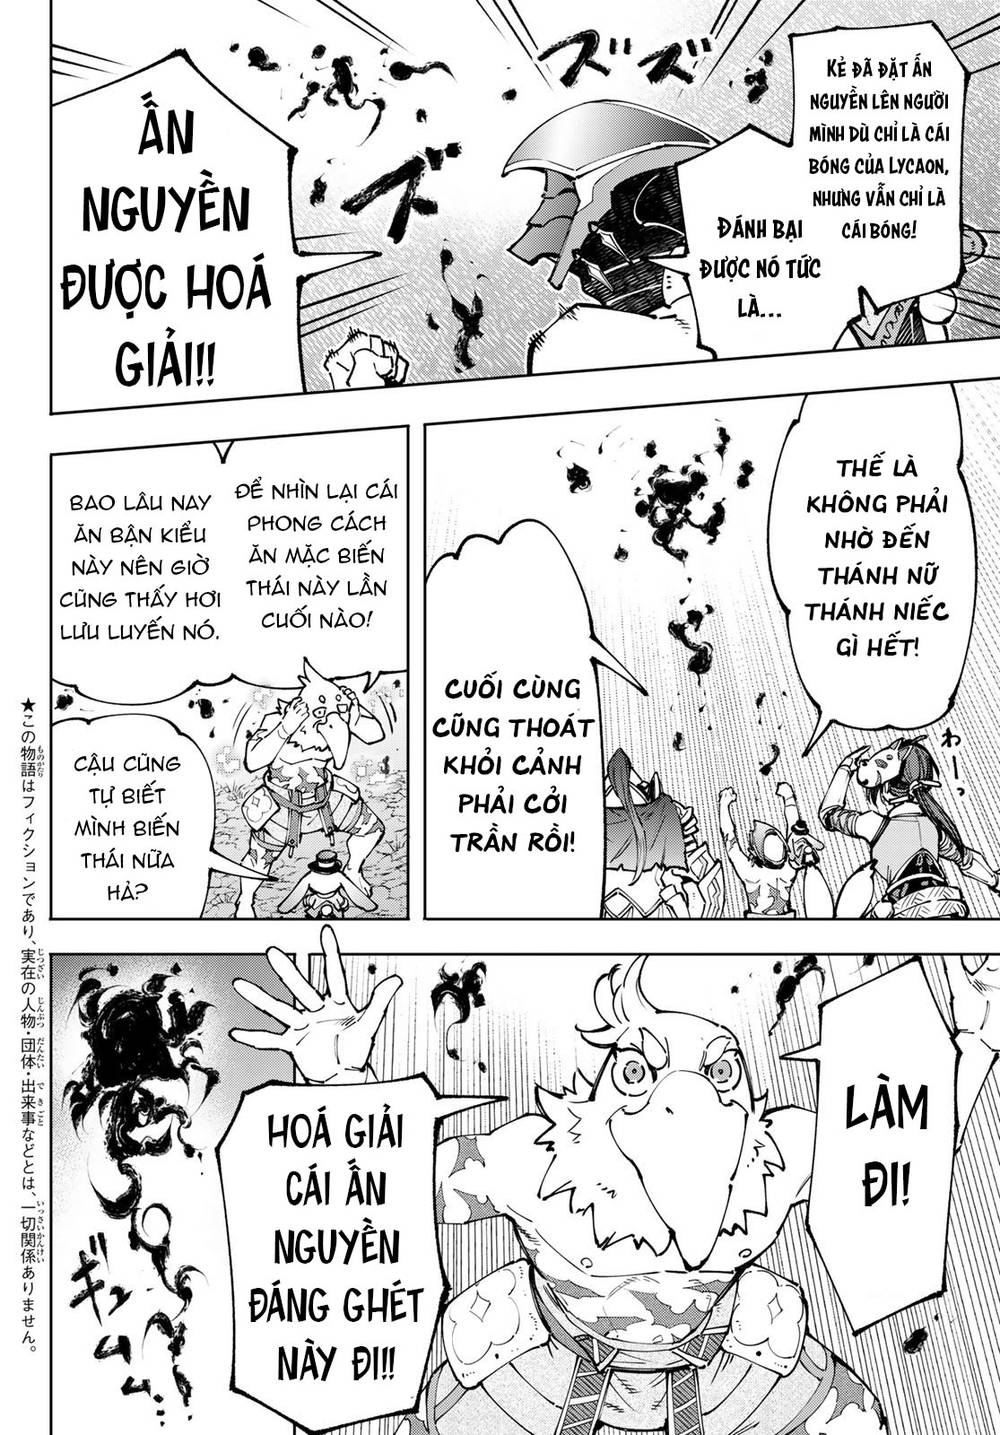 KẺ ĐÃ ĐẶT ẤN
NGUYỀN LÊN NGƯỜI
MÌNH DÙ CHỈ LÀ CÁI
BÓNG CỦA LYCAON,
NHƯNG VẪN CHỈ LÀ
CÁI BÓNG!
ĐÁNH BẠI
ĐƯỢC NÓ TỨC
LÀ...
ズズズ
ẤN
NGUYỀN
ĐƯỢC HOÁ
GIẢI!!!
THẾ LÀ
KHÔNG PHẢI
NHỜ ĐẾN
THÁNH NỮ
THÁNH NIẾC
GÌ HẾT!
わーっ
CUỐI CÙNG
CŨNG THOÁT
KHỎI CẢNH
PHẢI CỞI
TRẦN RỒI!
ĐỂ NHÌN LẠI CÁI
PHONG CÁCH
ĂN MẶC BIẾN
THÁI NÀY LẦN
CUỐI NÀO!
BAO LÂU NAY
ĂN BẬN KIỂU
NÀY NÊN GIỜ
CŨNG THẤY HƠI
LƯU LUYẾN NÓ.
CẬU CŨNG
TỰ BIẾT
MÌNH BIẾN
THÁI NỮA
HẢ?
LÀM
ĐI!
HOÁ GIẢI
CÁI ẤN
NGUYỀN
ĐÁNG GHÉT
NÀY ĐI!!
★この物語はフィクションであり、実在の人物・団体・出来事などとは、一切関係ありません。